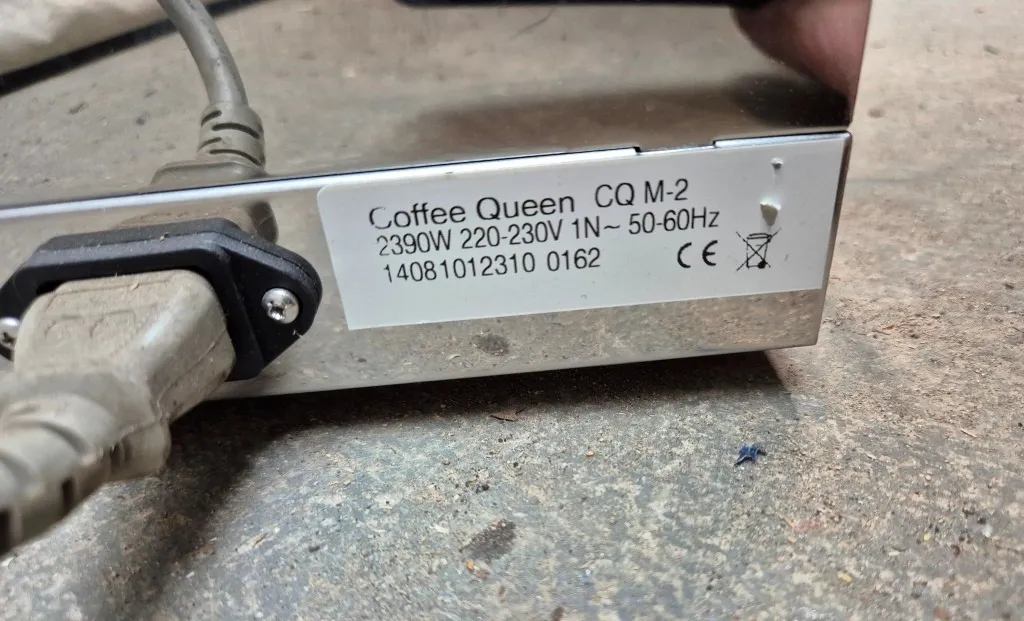 Coffee Queen CQ M-2
2390W 220-230V 1N~ 50-60Hz
14081012310 0162
CE